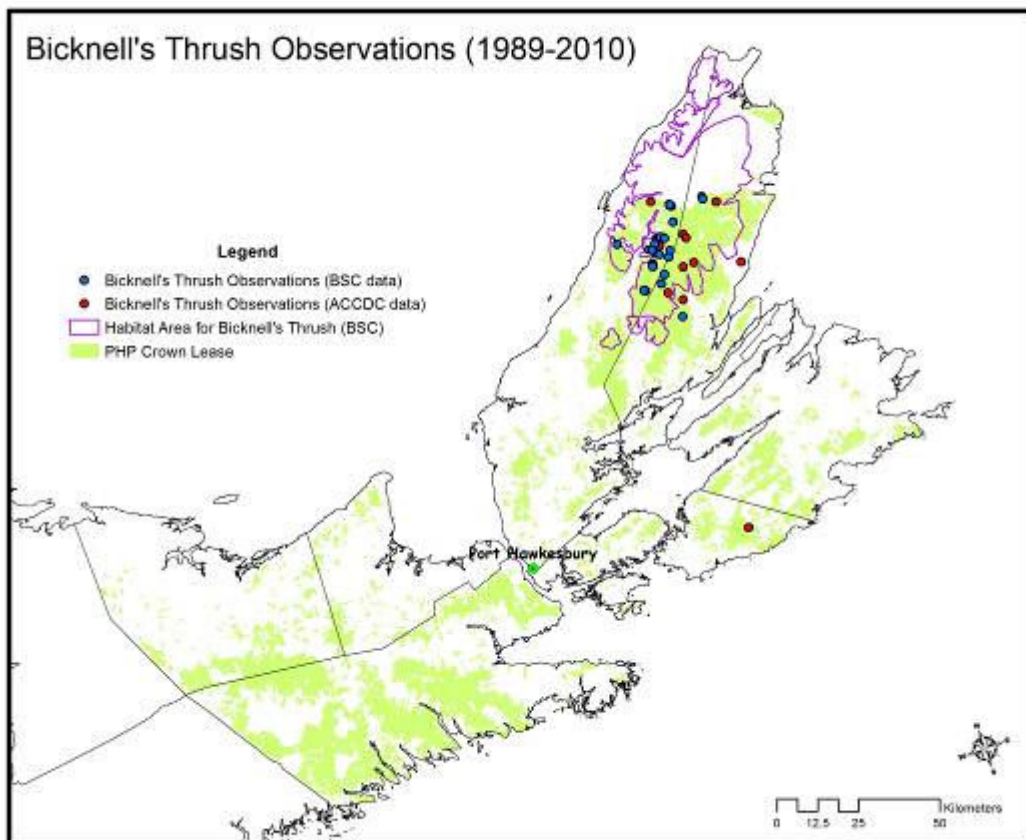 Bicknell's Thrush Observations (1989-2010)
Legend
Bicknell's Thrush Observations (BSC data)
Bicknell's Thrush Observations (ACCDC data)
Habitat Area for Bicknell's Thrush (BSC)
PHP Crown Lease
Port Hawkesbury
N
E
S
W
Kilometers
0 12.5 25 50